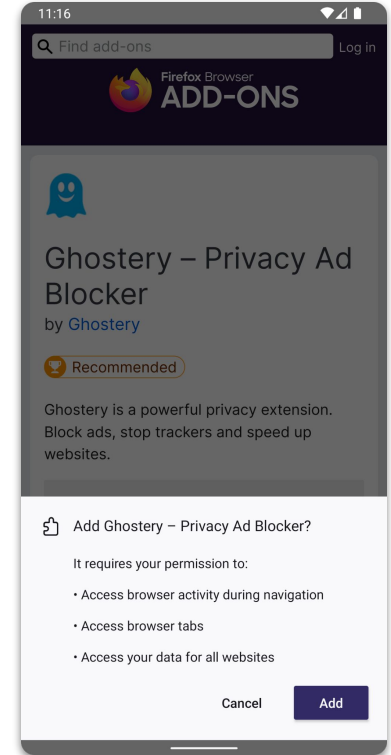 11:16
Find add-ons
Log in
Firefox Browser
ADD-ONS
Ghostery – Privacy Ad
Blocker
by Ghostery
Recommended
Ghostery is a powerful privacy extension.
Block ads, stop trackers and speed up
websites.
Add Ghostery – Privacy Ad Blocker?
It requires your permission to:
• Access browser activity during navigation
• Access browser tabs
• Access your data for all websites
Cancel
Add